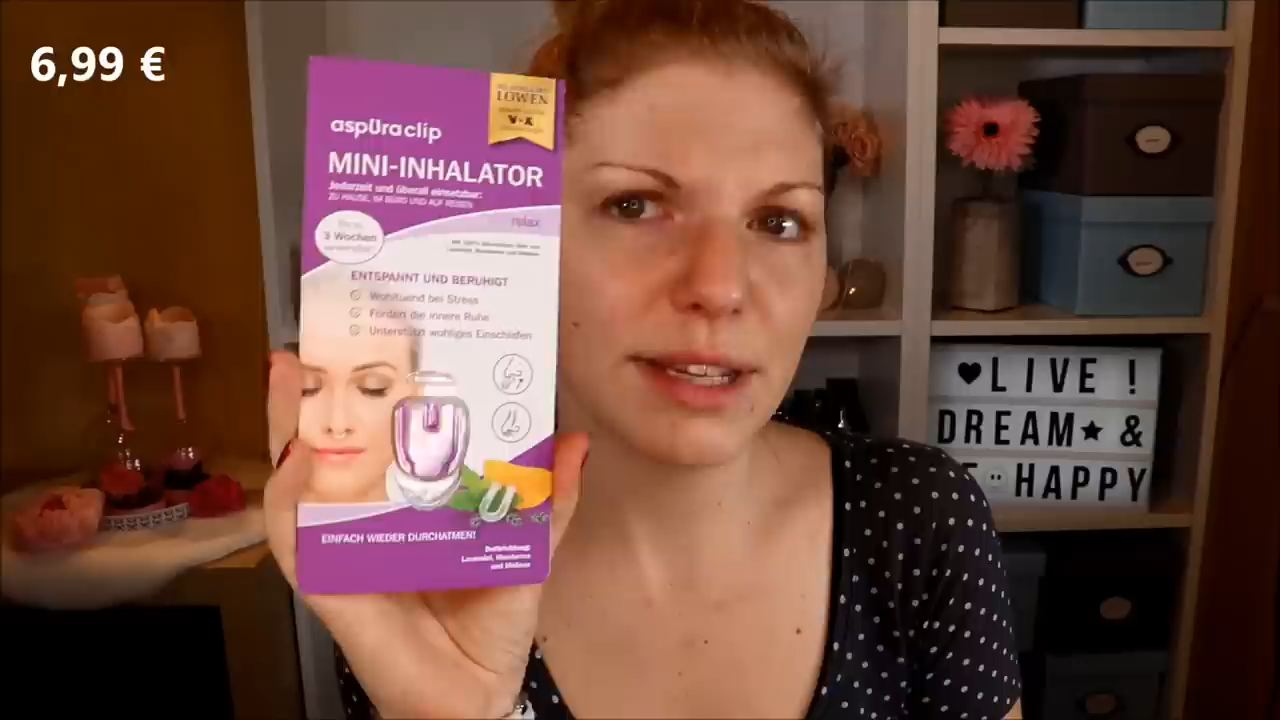 6,99 €
LÖWEN
VOX
aspUraclip
MINI-INHALATOR
Jederzeit und überall einsetzbar:
ZU HAUSE, IM BÜRO UND AUF REISEN
relax
3 Wochen
ENTSPANNT UND BERUHIGT
Wohltuend bei Stress
Fördert die innere Ruhe
Unterstützt wohliges Einschlafen
EINFACH WIEDER DURCHATMEN!
Duftrichtung:
Lavendel, Mandarine
und Melisse
LIVE !
DREAM ★ &
HAPPY